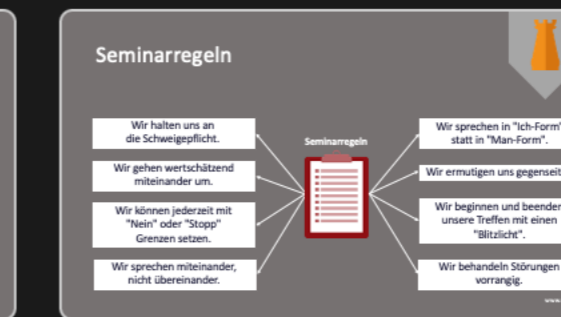 Seminarregeln
Wir halten uns an
die Schweigepflicht.
Wir gehen wertschätzend
miteinander um.
Wir können jederzeit mit
"Nein" oder "Stopp"
Grenzen setzen.
Wir sprechen miteinander,
nicht übereinander.
Seminarregeln
Wir sprechen in "Ich-Form"
statt in "Man-Form".
Wir ermutigen uns
Wir beginnen und beenden
unsere Treffen mit einen
"Blitzlicht".
Wir behandeln Störungen
vorrangig.